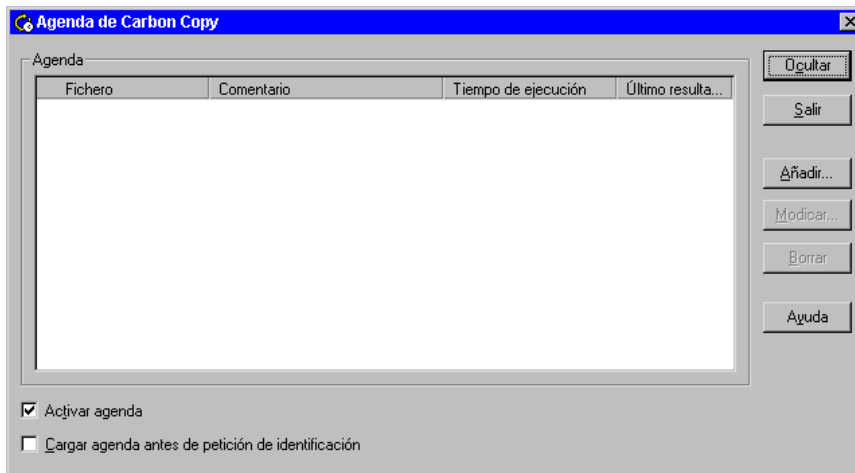 Agenda de Carbon Copy
Agenda
Fichero Comentario Tiempo de ejecución Último resulta...
Ocultar
Salir
Añadir...
Modicar...
Borrar
Ayuda
Activar agenda
Cargar agenda antes de petición de identificación